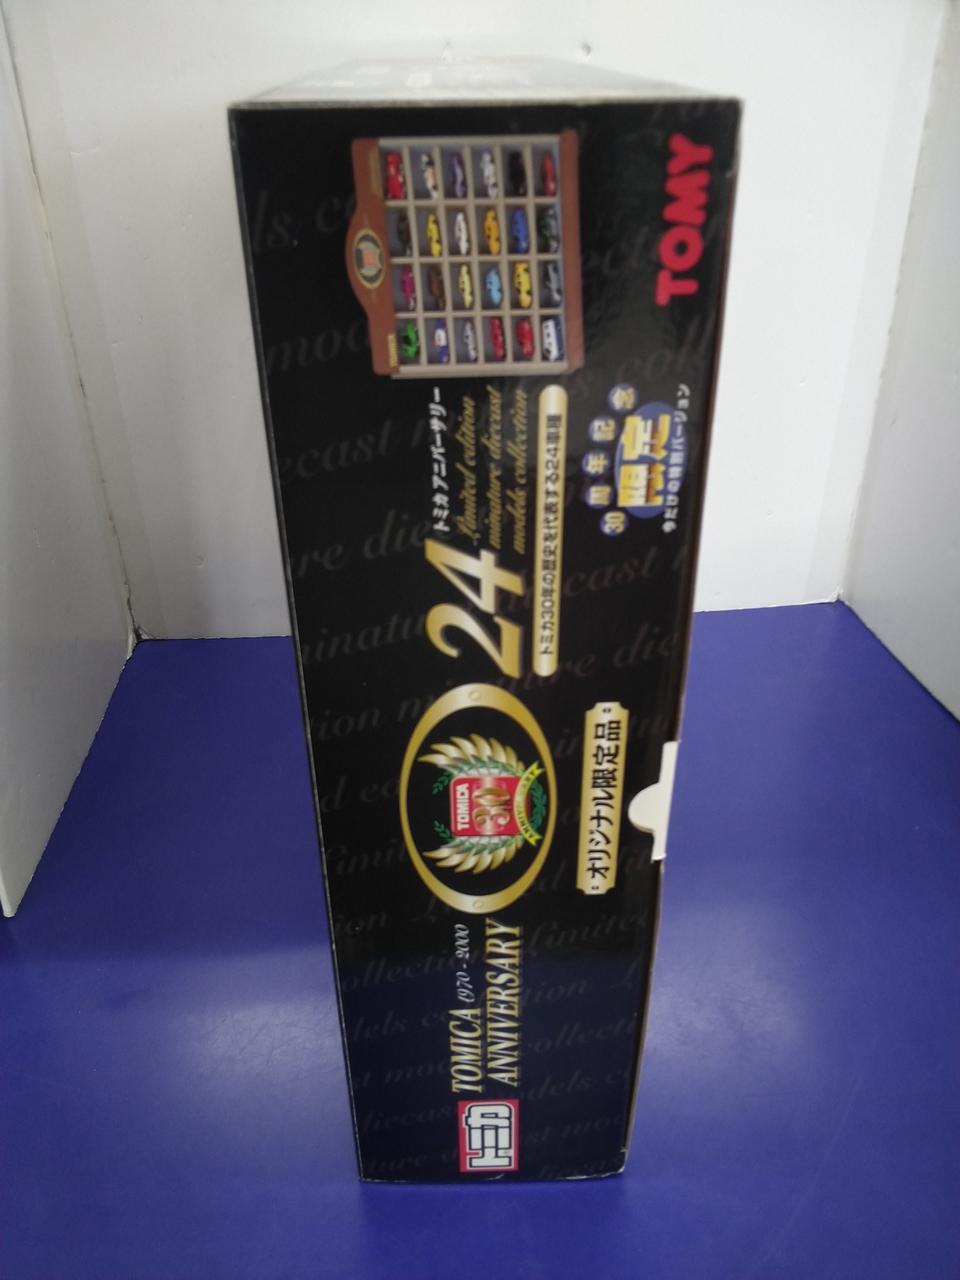 トミカ
TOMICA 1970-2000
ANNIVERSARY
TOMICA
30
ANNIVERSARY
24
トミカ アニバーサリー
Limited edition
minature diecast
models collection
トミカ30年の歴史を代表する24車種
オリジナル限定品
30周年記念
限定
今だけの特別バージョン
TOMY